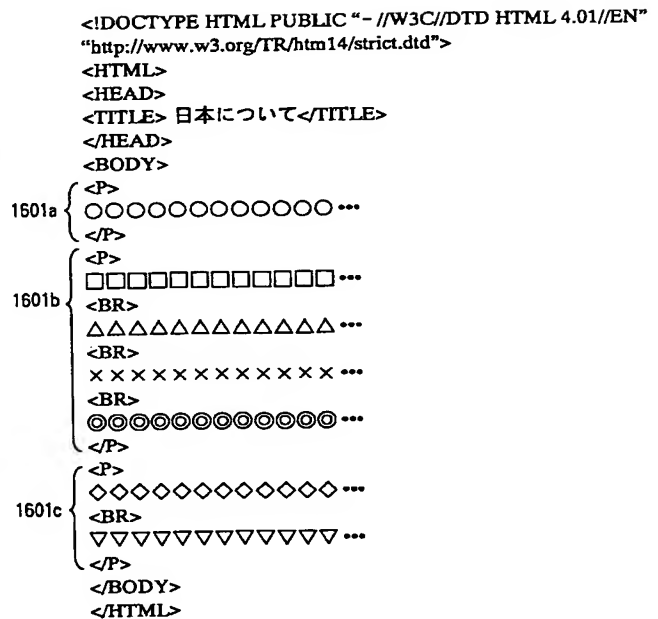 <!DOCTYPE HTML PUBLIC “– //W3C//DTD HTML 4.01//EN”
“http://www.w3.org/TR/htm14/strict.dtd”>
<HTML>
<HEAD>
<TITLE> 日本について</TITLE>
</HEAD>
<BODY>
<P>
1601a ○○○○○○○○○○○○ •••
</P>
<P>
□□□□□□□□□□□□ •••
1601b <BR>
△△△△△△△△△△△△ •••
<BR>
×××××××××××× •••
<BR>
◎◎◎◎◎◎◎◎◎◎◎◎ •••
</P>
<P>
◇◇◇◇◇◇◇◇◇◇◇◇ •••
1601c <BR>
▽▽▽▽▽▽▽▽▽▽▽▽ •••
</P>
</BODY>
</HTML>